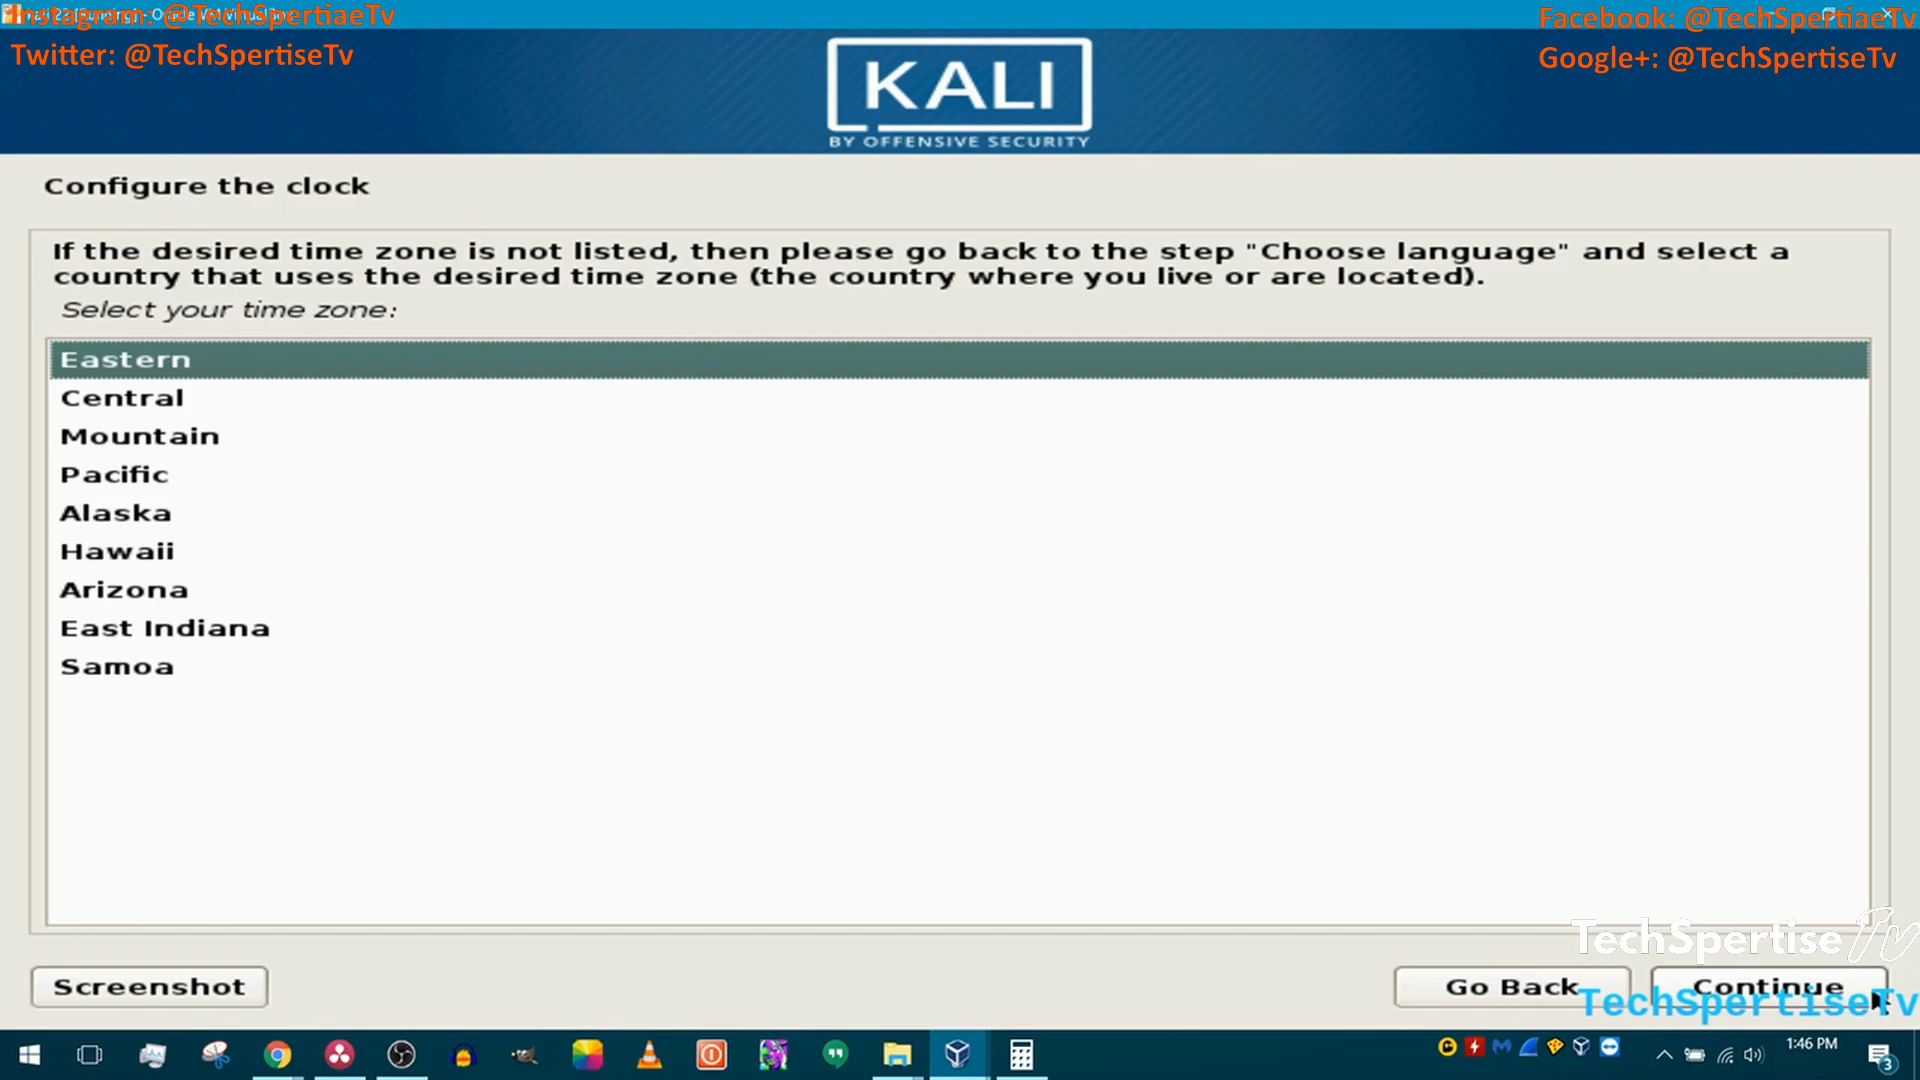 Instagram: @TechSpertiaeTv
Twitter: @TechSpertiseTv
Facebook: @TechSpertiaeTv
Google+: @TechSpertiseTv
KALI
BY OFFENSIVE SECURITY
Configure the clock
If the desired time zone is not listed, then please go back to the step "Choose language" and select a
country that uses the desired time zone (the country where you live or are located).
Select your time zone:
Eastern
Central
Mountain
Pacific
Alaska
Hawaii
Arizona
East Indiana
Samoa
TechSpertise Tv
Screenshot
Go Back
Continue
TechSpertiseTv
1:46 PM
3